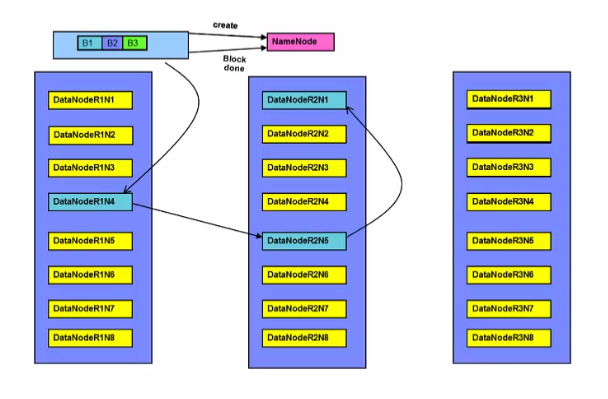 create
B1 B2 B3
NameNode
Block
done
DataNodeR1N1
DataNodeR1N2
DataNodeR1N3
DataNodeR1N4
DataNodeR1N5
DataNodeR1N6
DataNodeR1N7
DataNodeR1N8
DataNodeR2N1
DataNodeR2N2
DataNodeR2N3
DataNodeR2N4
DataNodeR2N5
DataNodeR2N6
DataNodeR2N7
DataNodeR2N8
DataNodeR3N1
DataNodeR3N2
DataNodeR3N3
DataNodeR3N4
DataNodeR3N5
DataNodeR3N6
DataNodeR3N7
DataNodeR3N8